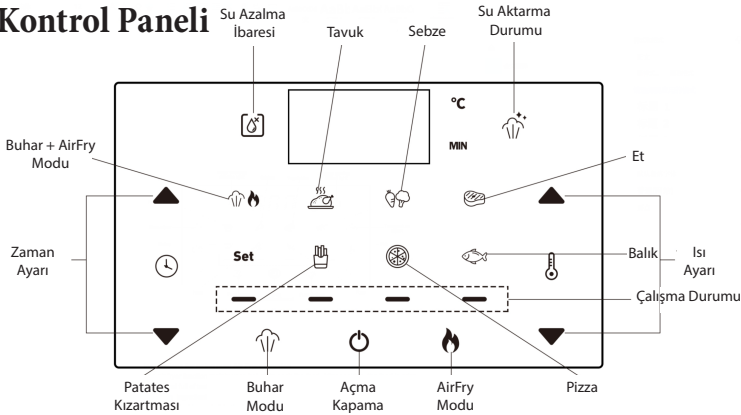 Kontrol Paneli
Su Azalma
İbaresi
Tavuk
Sebze
Su Aktarma
Durumu
°C
MIN
Buhar + AirFry
Modu
Et
Zaman
Ayarı
Set
Balık
Isı
Ayarı
Çalışma Durumu
Patates
Kızartması
Buhar
Modu
Açma
Kapama
AirFry
Modu
Pizza